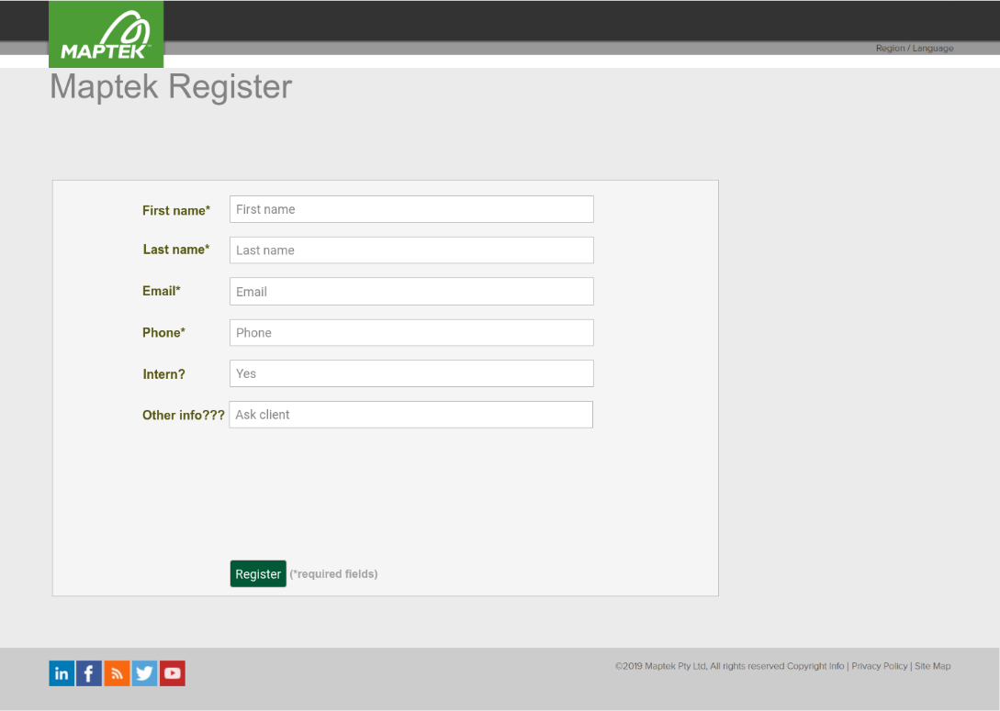 MAPTEK™
Region / Language
Maptek Register
First name* First name
Last name* Last name
Email* Email
Phone* Phone
Intern? Yes
Other info??? Ask client
Register (*required fields)
in f
©2019 Maptek Pty Ltd, All rights reserved Copyright Info | Privacy Policy | Site Map